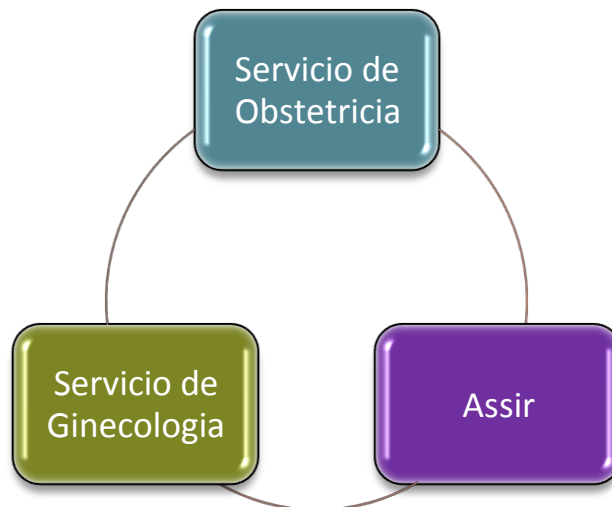 Servicio de
Obstetricia
Servicio de
Ginecologia
Assir